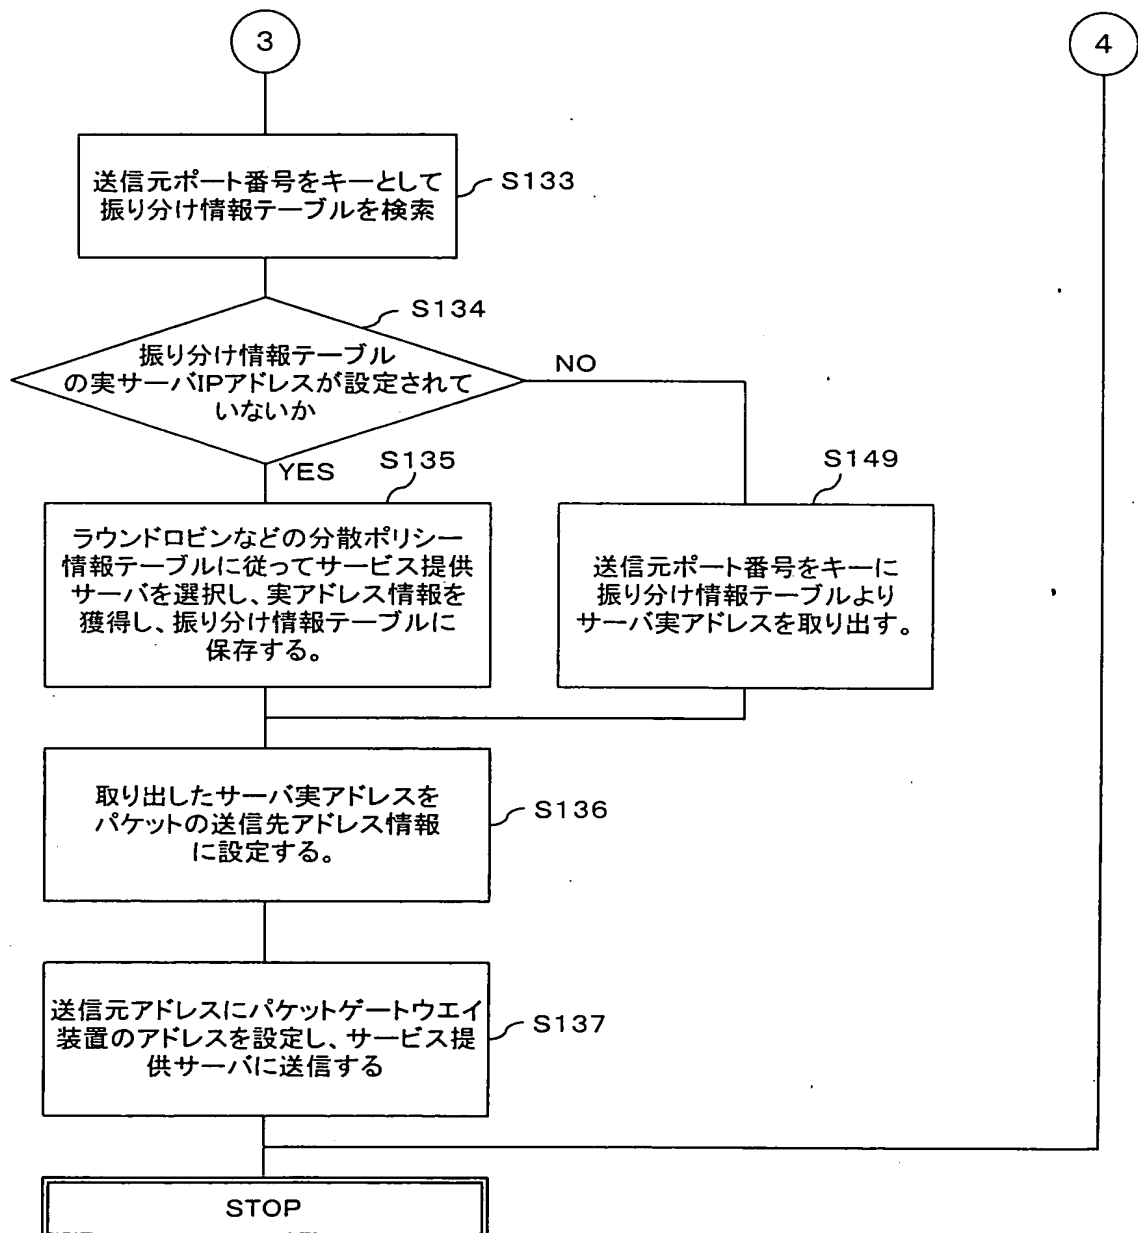 3
4
送信元ポート番号をキーとして
振り分け情報テーブルを検索
S133
S134
振り分け情報テーブル
の実サーバIPアドレスが設定されて
いないか
NO
YES
S135
S149
ラウンドロビンなどの分散ポリシー
情報テーブルに従ってサービス提供
サーバを選択し、実アドレス情報を
獲得し、振り分け情報テーブルに
保存する。
送信元ポート番号をキーに
振り分け情報テーブルより
サーバ実アドレスを取り出す。
取り出したサーバ実アドレスを
パケットの送信先アドレス情報
に設定する。
S136
送信元アドレスにパケットゲートウエイ
装置のアドレスを設定し、サービス提
供サーバに送信する
S137
STOP